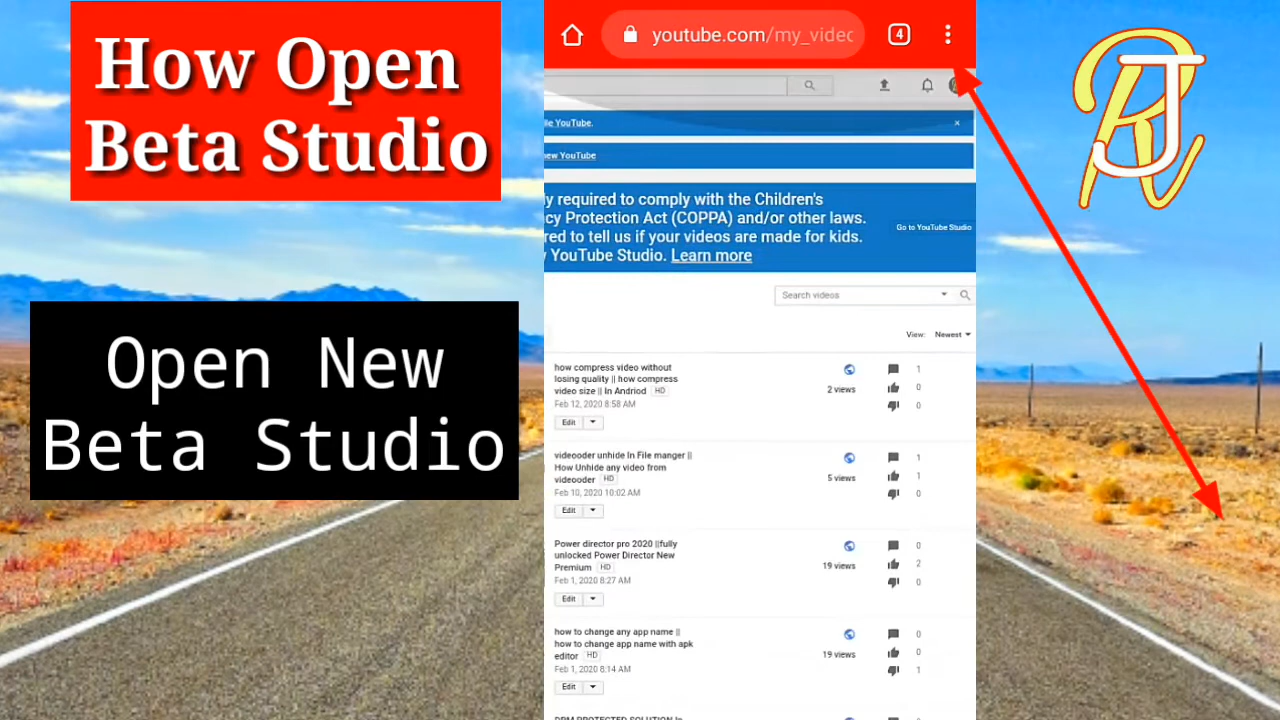 How Open
Beta Studio
Open New
Beta Studio
youtube.com/my_videc
4
le YouTube.
ew YouTube
y required to comply with the Children's
cy Protection Act (COPPA) and/or other laws.
red to tell us if your videos are made for kids.
YouTube Studio. Learn more
Go to YouTube Studio
Search videos
View: Newest
how compress video without
losing quality || how compress
video size || In Andriod HD
Feb 12, 2020 8:58 AM
Edit
2 views
1
0
0
videooder unhide In File manger ||
How Unhide any video from
videooder HD
Feb 10, 2020 10:02 AM
Edit
5 views
1
1
0
Power director pro 2020 ||fully
unlocked Power Director New
Premium HD
Feb 1, 2020 8:27 AM
Edit
19 views
0
2
0
how to change any app name ||
how to change app name with apk
editor HD
Feb 1, 2020 8:14 AM
Edit
19 views
0
0
1
RJ